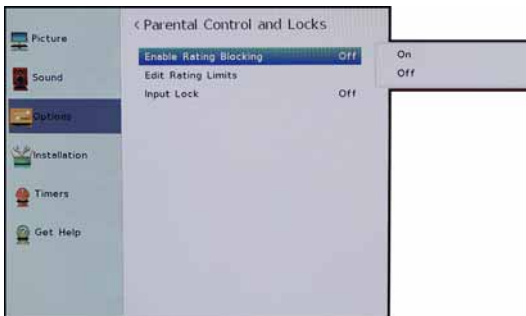 Picture
Sound
Options
Installation
Timers
Get Help
< Parental Control and Locks
Enable Rating Blocking Off
Edit Rating Limits
Input Lock Off
On
Off